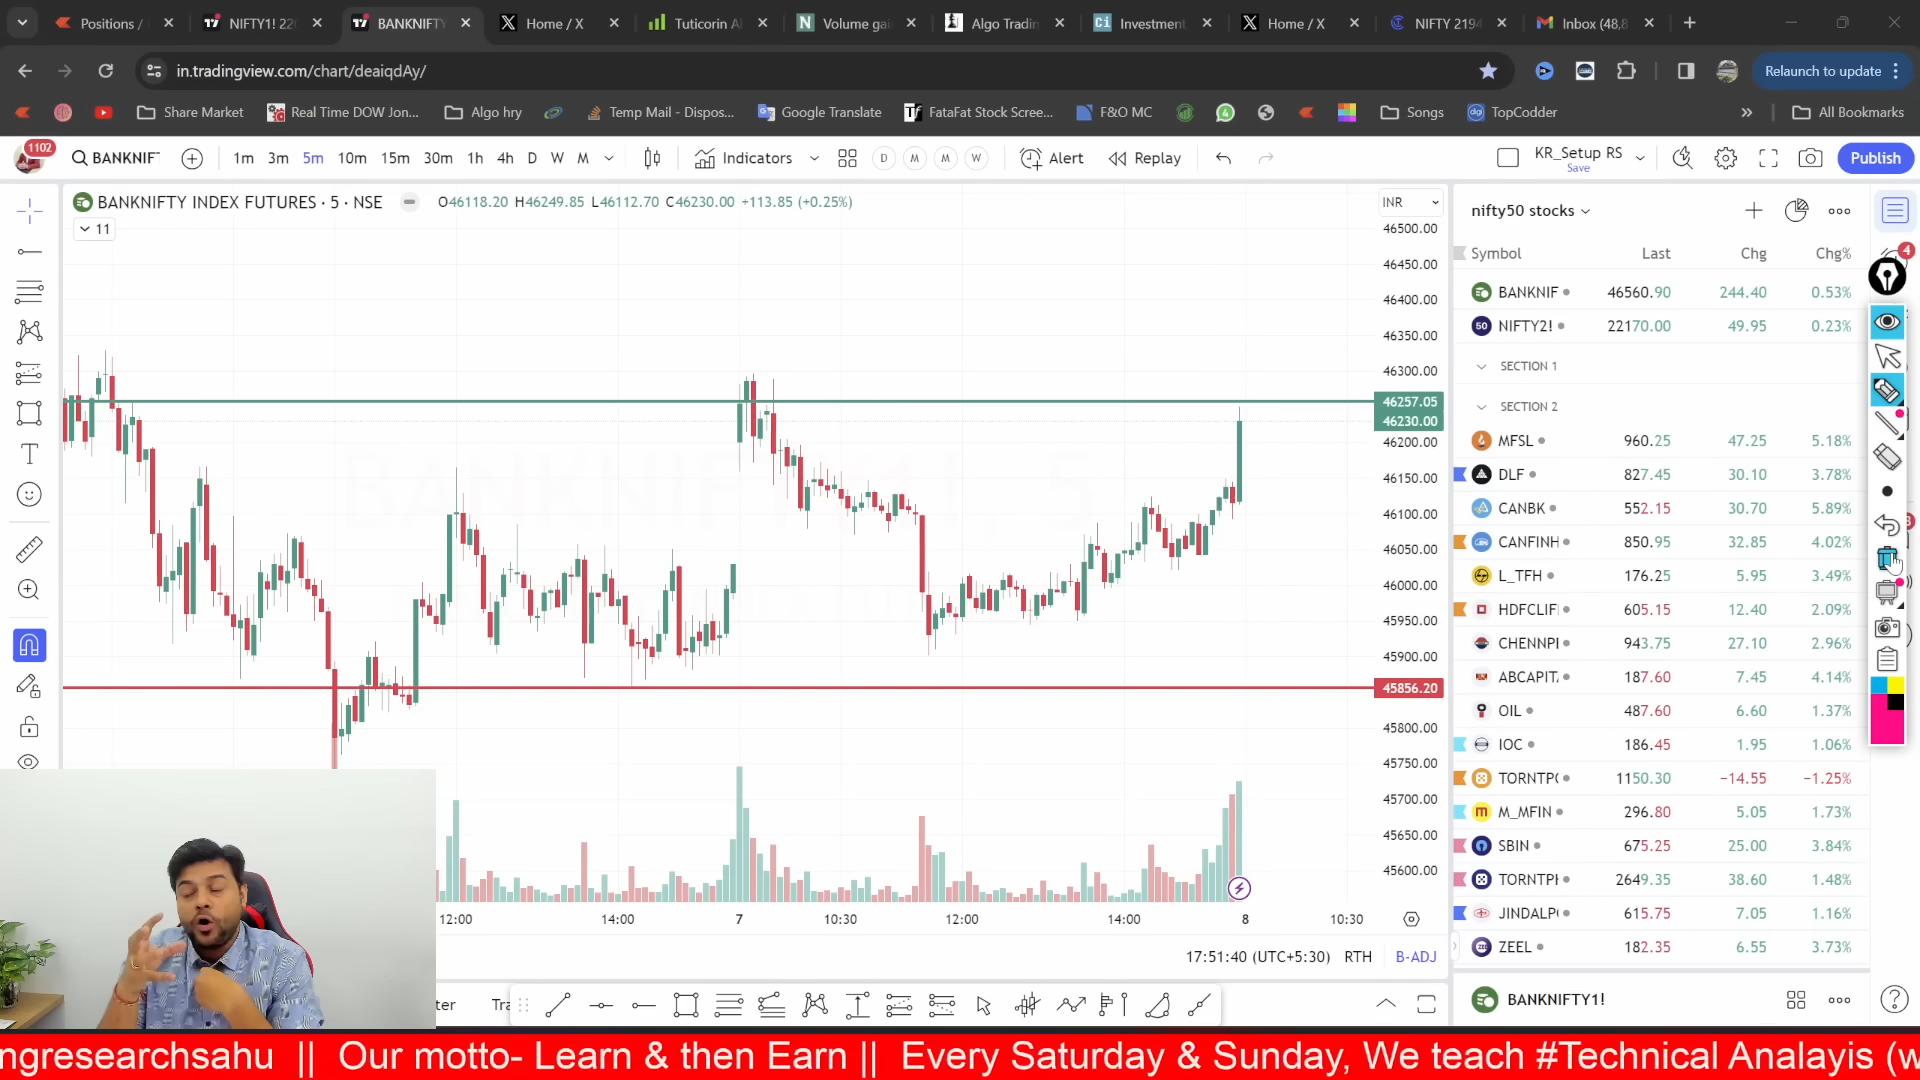 Positions /
NIFTY1! 220
BANKNIFTY
Home / X
Tuticorin Al
Volume gai
Algo Tradin
Investment
Home / X
NIFTY 2194
Inbox (48,8
in.tradingview.com/chart/deaiqdAy/
Relaunch to update
Share Market
Real Time DOW Jon...
Algo hry
Temp Mail - Dispos...
Google Translate
FataFat Stock Scree...
F&O MC
Songs
TopCodder
All Bookmarks
1102
BANKNIF
1m 3m 5m 10m 15m 30m 1h 4h D W M
Indicators
D M M W
Alert
Replay
KR_Setup RS
Save
Publish
BANKNIFTY INDEX FUTURES · 5 · NSE
O46118.20 H46249.85 L46112.70 C46230.00 +113.85 (+0.25%)
11
INR
46500.00
46450.00
46400.00
46350.00
46300.00
46257.05
46230.00
46200.00
46150.00
46100.00
46050.00
46000.00
45950.00
45900.00
45856.20
45800.00
45750.00
45700.00
45650.00
45600.00
12:00 14:00 7 10:30 12:00 14:00 8 10:30
17:51:40 (UTC+5:30) RTH B-ADJ
nifty50 stocks
Symbol Last Chg Chg%
BANKNIF 46560.90 244.40 0.53%
NIFTY2! 22170.00 49.95 0.23%
SECTION 1
SECTION 2
MFSL 960.25 47.25 5.18%
DLF 827.45 30.10 3.78%
CANBK 552.15 30.70 5.89%
CANFINH 850.95 32.85 4.02%
L_TFH 176.25 5.95 3.49%
HDFCLIF 605.15 12.40 2.09%
CHENNPI 943.75 27.10 2.96%
ABCAPIT 187.60 7.45 4.14%
OIL 487.60 6.60 1.37%
IOC 186.45 1.95 1.06%
TORNTPO 1150.30 −14.55 −1.25%
M_MFIN 296.80 5.05 1.73%
SBIN 675.25 25.00 3.84%
TORNTPH 2649.35 38.60 1.48%
JINDALPO 615.75 7.05 1.16%
ZEEL 182.35 6.55 3.73%
BANKNIFTY1!
4
ter
Tra
ngresearchsahu || Our motto- Learn & then Earn || Every Saturday & Sunday, We teach #Technical Analayis (w